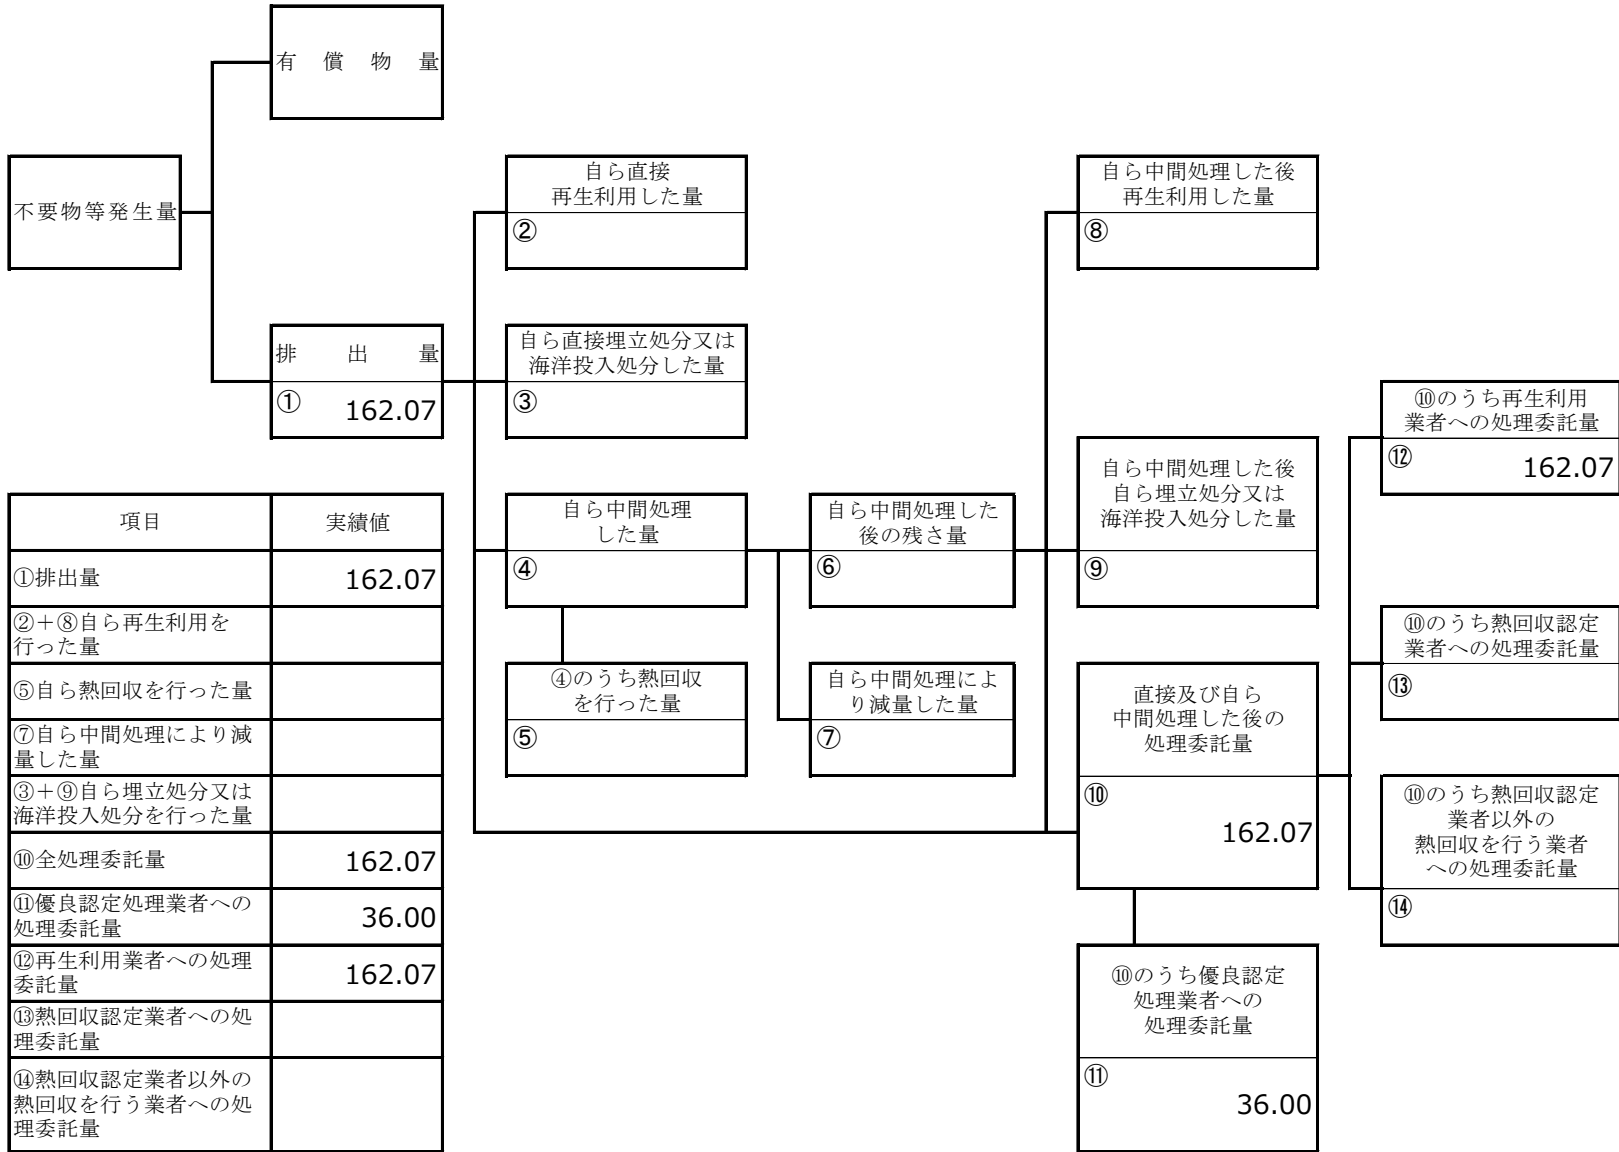 有償物量
不要物等発生量
排出量
① 162.07
自ら直接
再生利用した量
②
自ら直接埋立処分又は
海洋投入処分した量
③
自ら中間処理
した量
④
④のうち熱回収
を行った量
⑤
自ら中間処理した
後の残さ量
⑥
自ら中間処理によ
り減量した量
⑦
自ら中間処理した後
再生利用した量
⑧
自ら中間処理した後
自ら埋立処分又は
海洋投入処分した量
⑨
直接及び自ら
中間処理した後の
処理委託量
⑩
162.07
⑩のうち優良認定
処理業者への
処理委託量
⑪
36.00
⑩のうち再生利用
業者への処理委託量
⑫ 162.07
⑩のうち熱回収認定
業者への処理委託量
⑬
⑩のうち熱回収認定
業者以外の
熱回収を行う業者
への処理委託量
⑭
項目 実績値
①排出量 162.07
②＋⑧自ら再生利用を
行った量
⑤自ら熱回収を行った量
⑦自ら中間処理により減
量した量
③＋⑨自ら埋立処分又は
海洋投入処分を行った量
⑩全処理委託量 162.07
⑪優良認定処理業者への
処理委託量 36.00
⑫再生利用業者への処理
委託量 162.07
⑬熱回収認定業者への処
理委託量
⑭熱回収認定業者以外の
熱回収を行う業者への処
理委託量